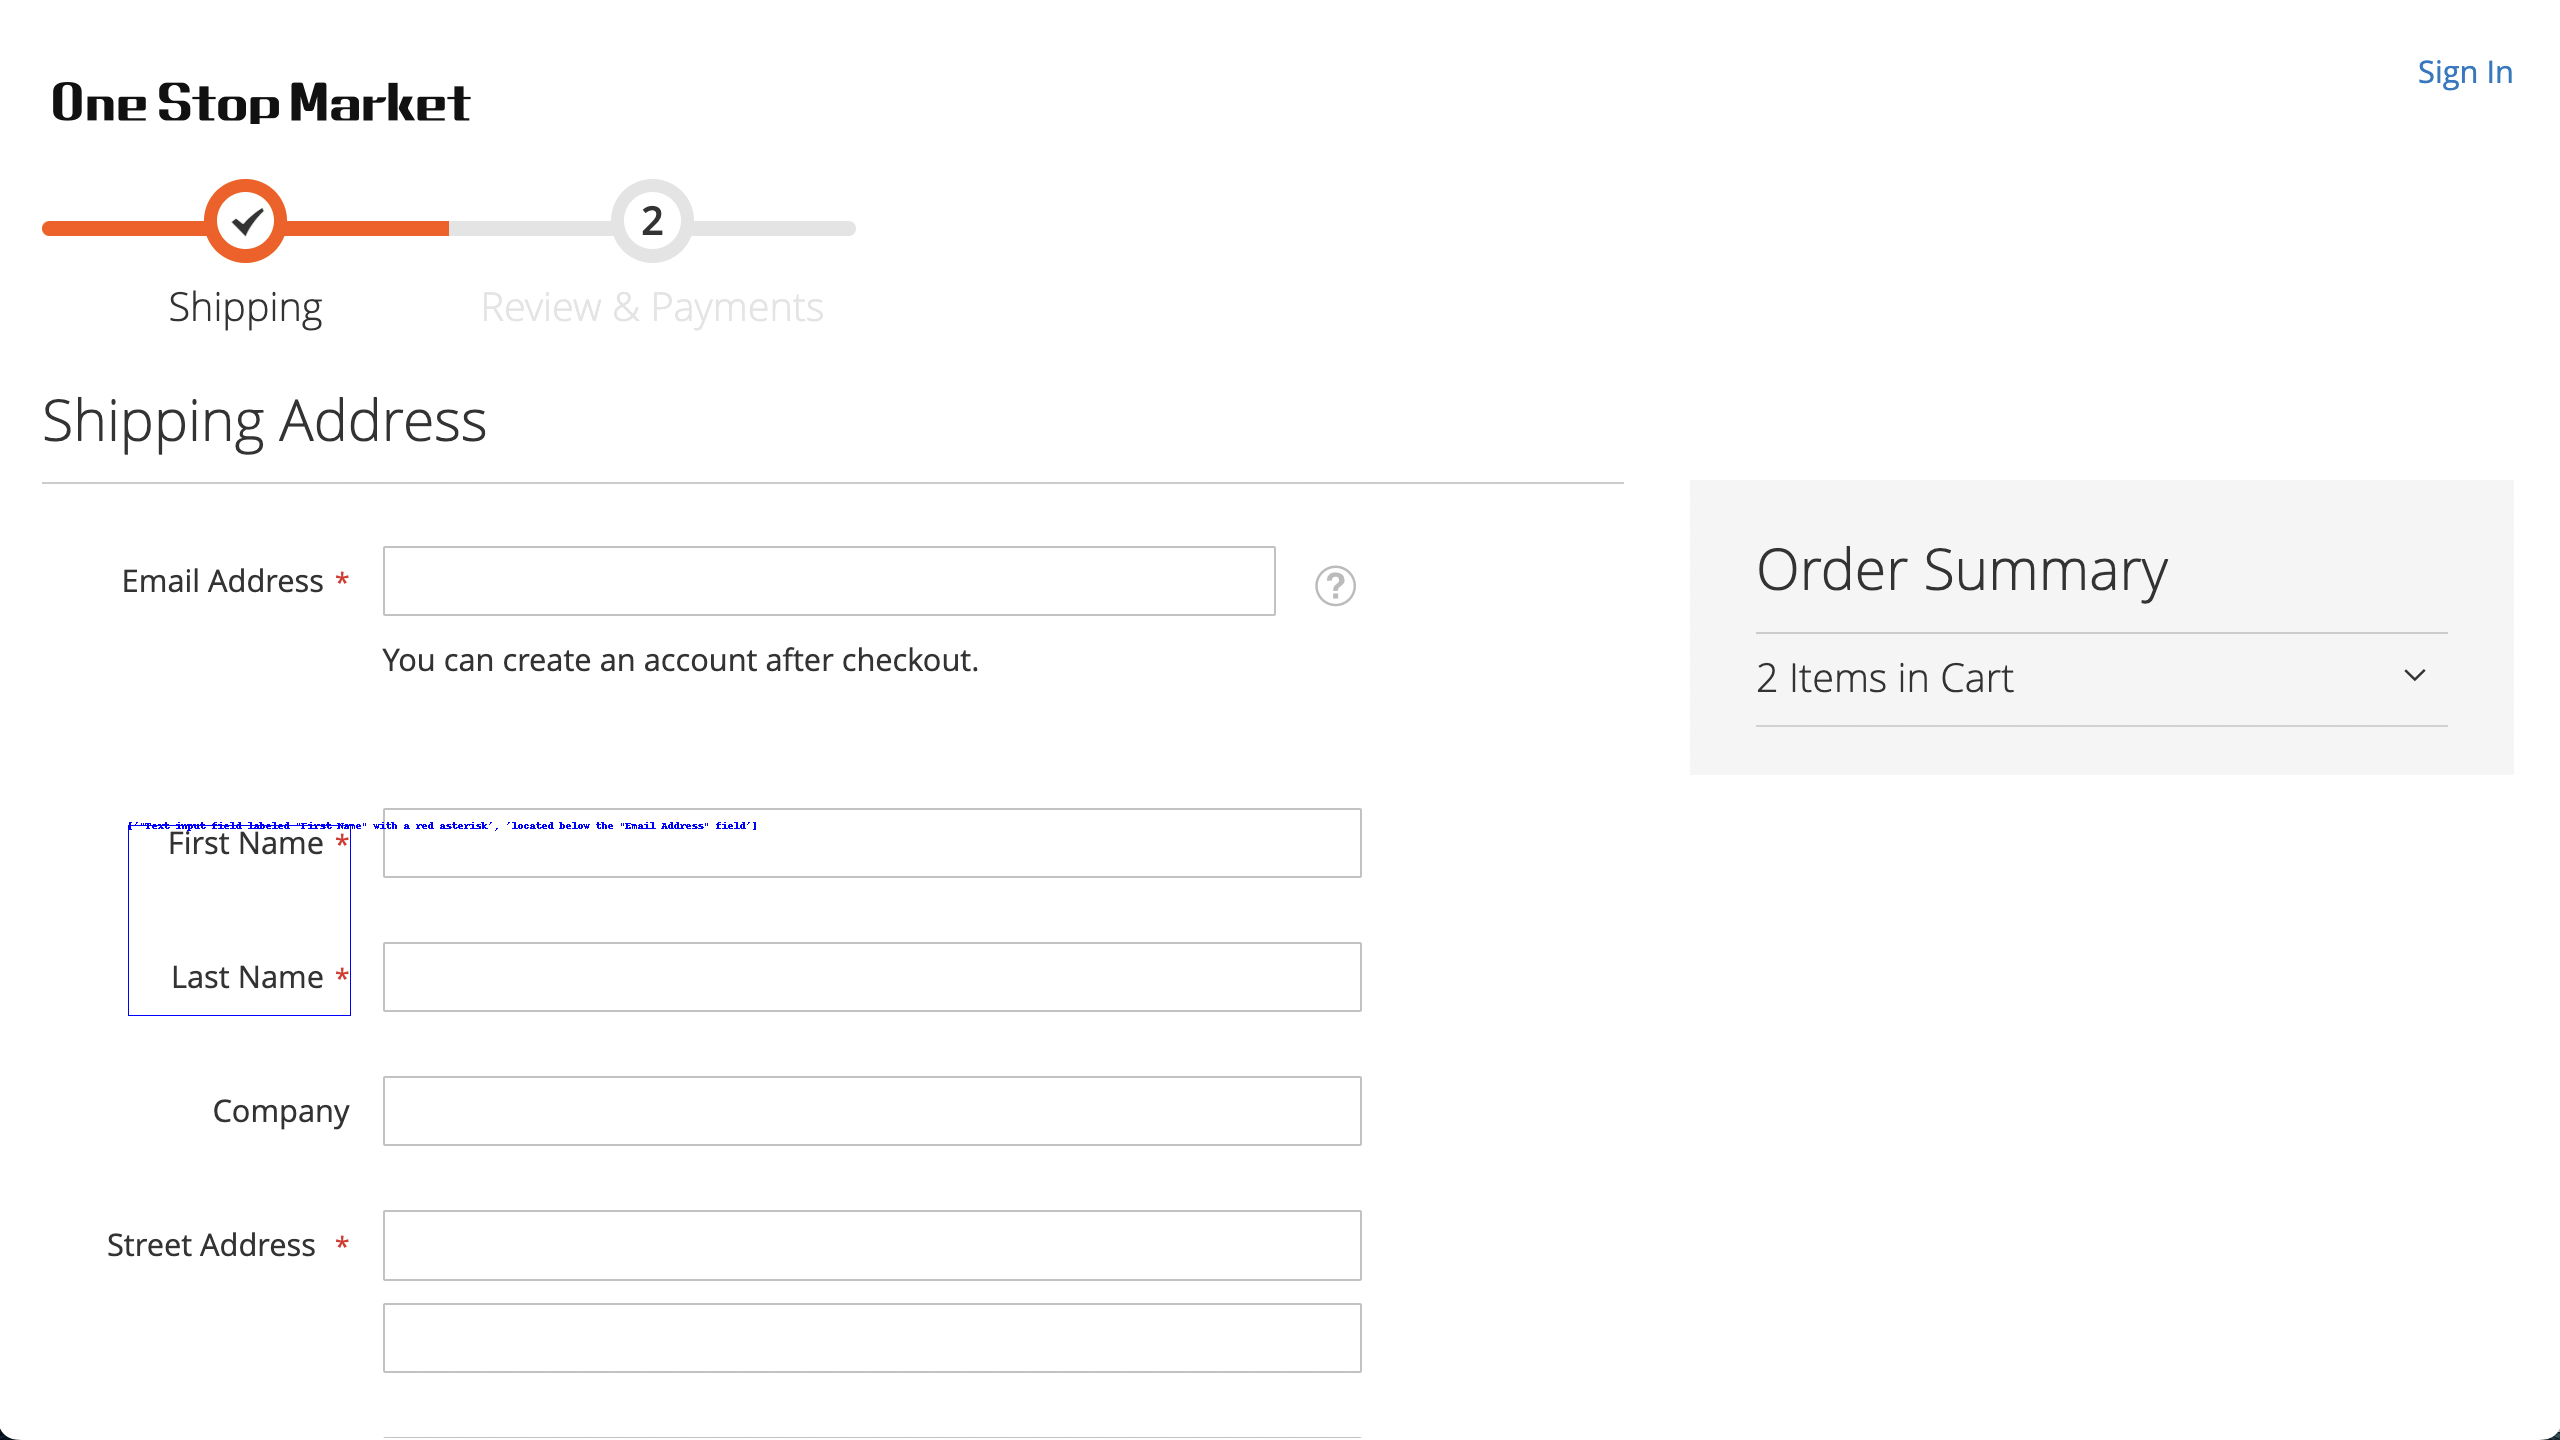 Sign In
One Stop Market
2
Shipping
Review & Payments
Shipping Address
Email Address *
?
You can create an account after checkout.
Order Summary
2 Items in Cart
['"Text input field labeled "First Name" with a red asterisk', 'located below the "Email Address" field']
First Name *
Last Name *
Company
Street Address *